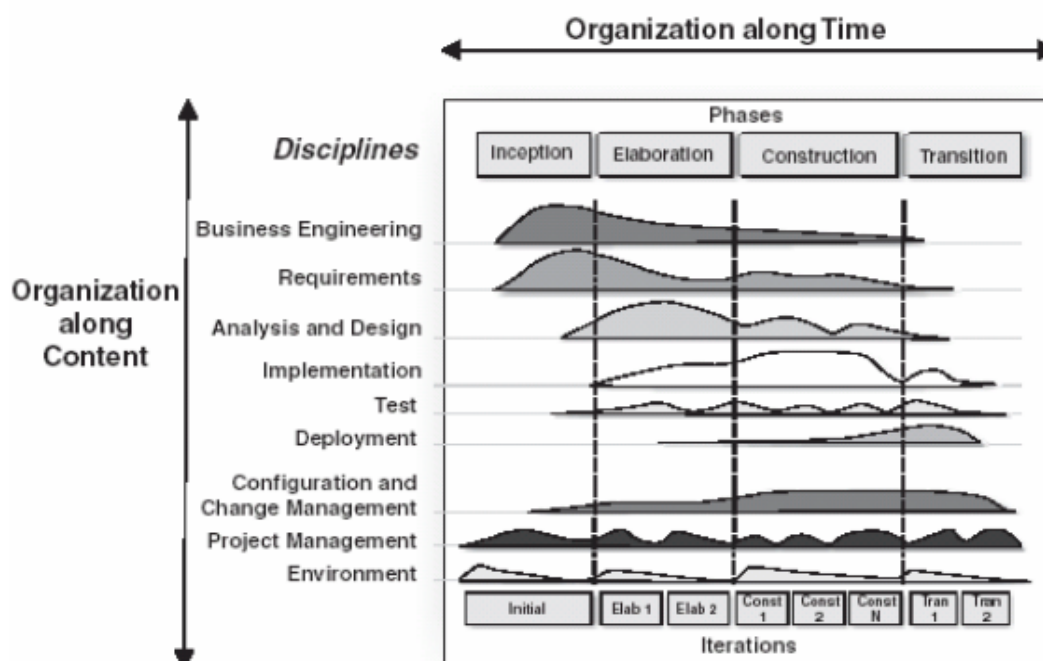 Organization along Time
Phases
Disciplines
Inception
Elaboration
Construction
Transition
Business Engineering
Requirements
Organization
along
Content
Analysis and Design
Implementation
Test
Deployment
Configuration and
Change Management
Project Management
Environment
Initial
Elab 1
Elab 2
Const
1
Const
2
Const
N
Tran
1
Tran
2
Iterations